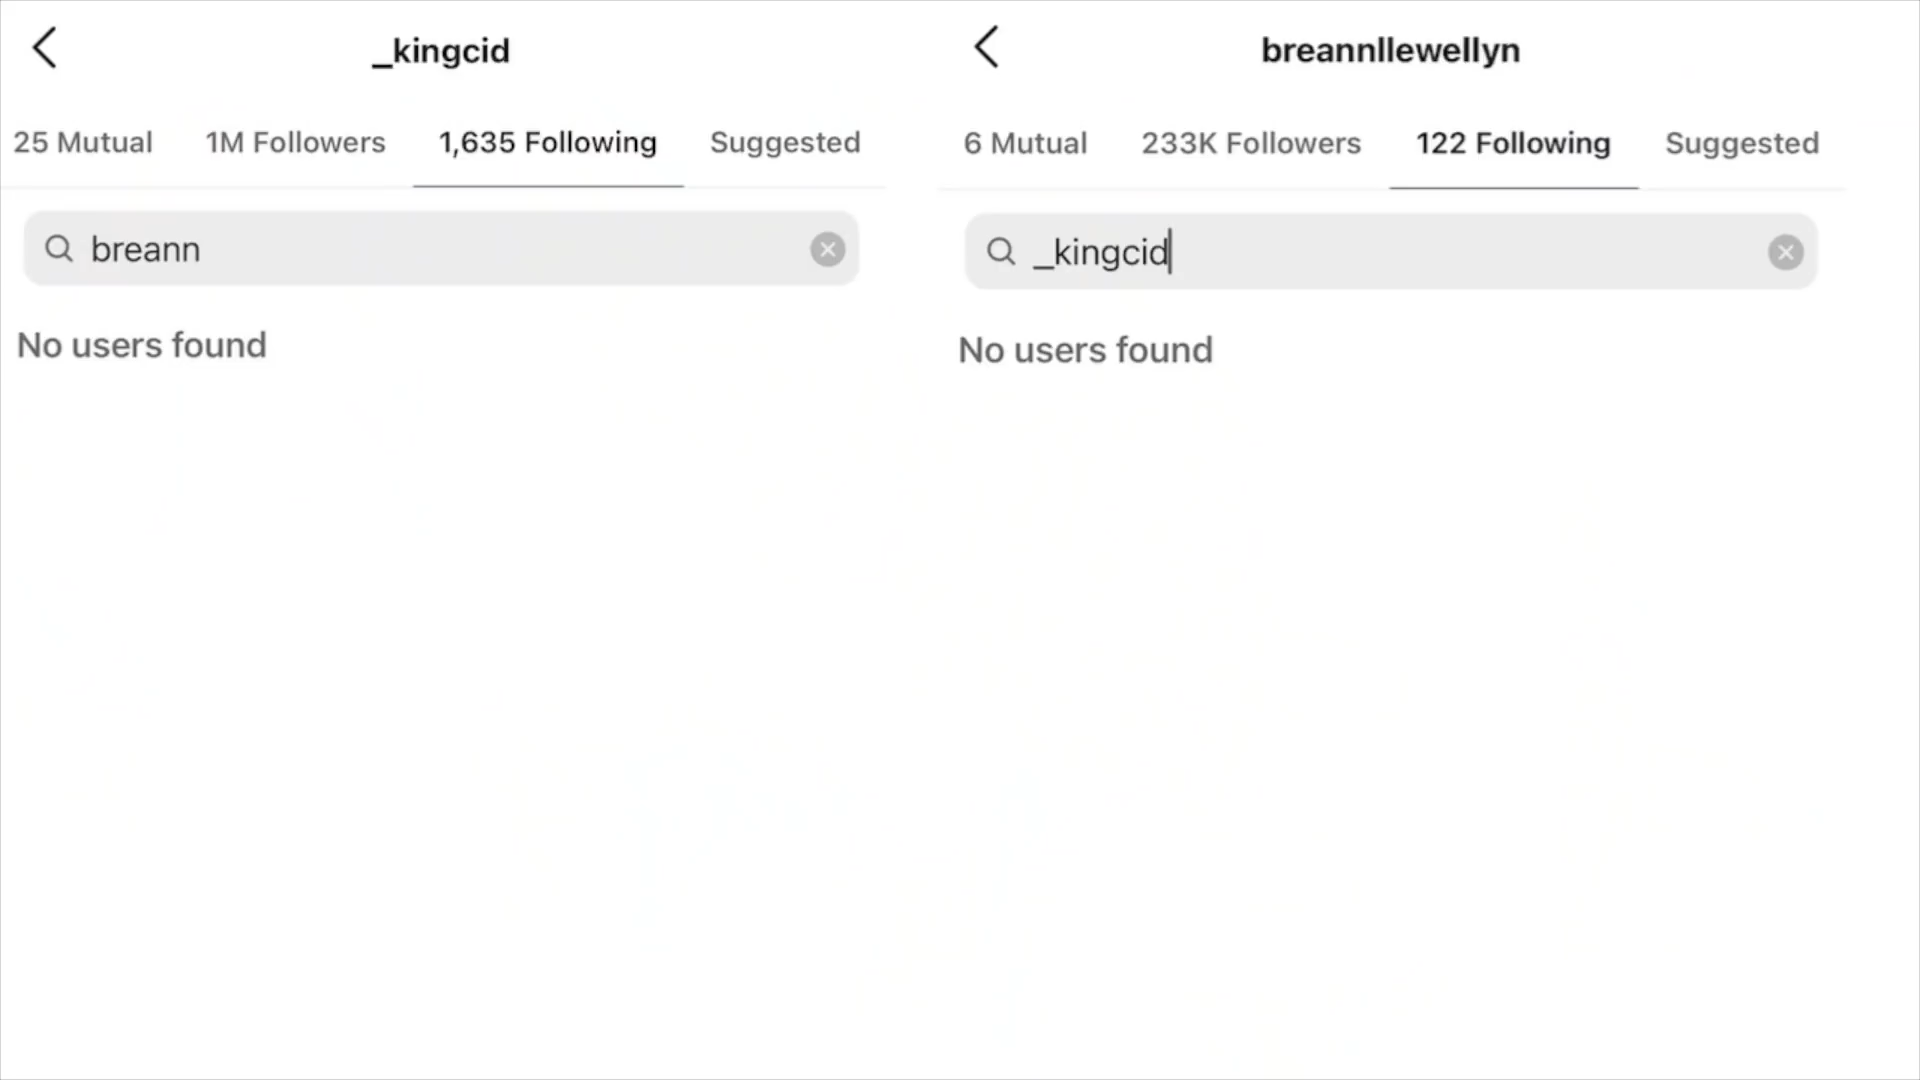 _kingcid
25 Mutual 1M Followers 1,635 Following Suggested
breann
No users found
breannllewellyn
6 Mutual 233K Followers 122 Following Suggested
_kingcid
No users found